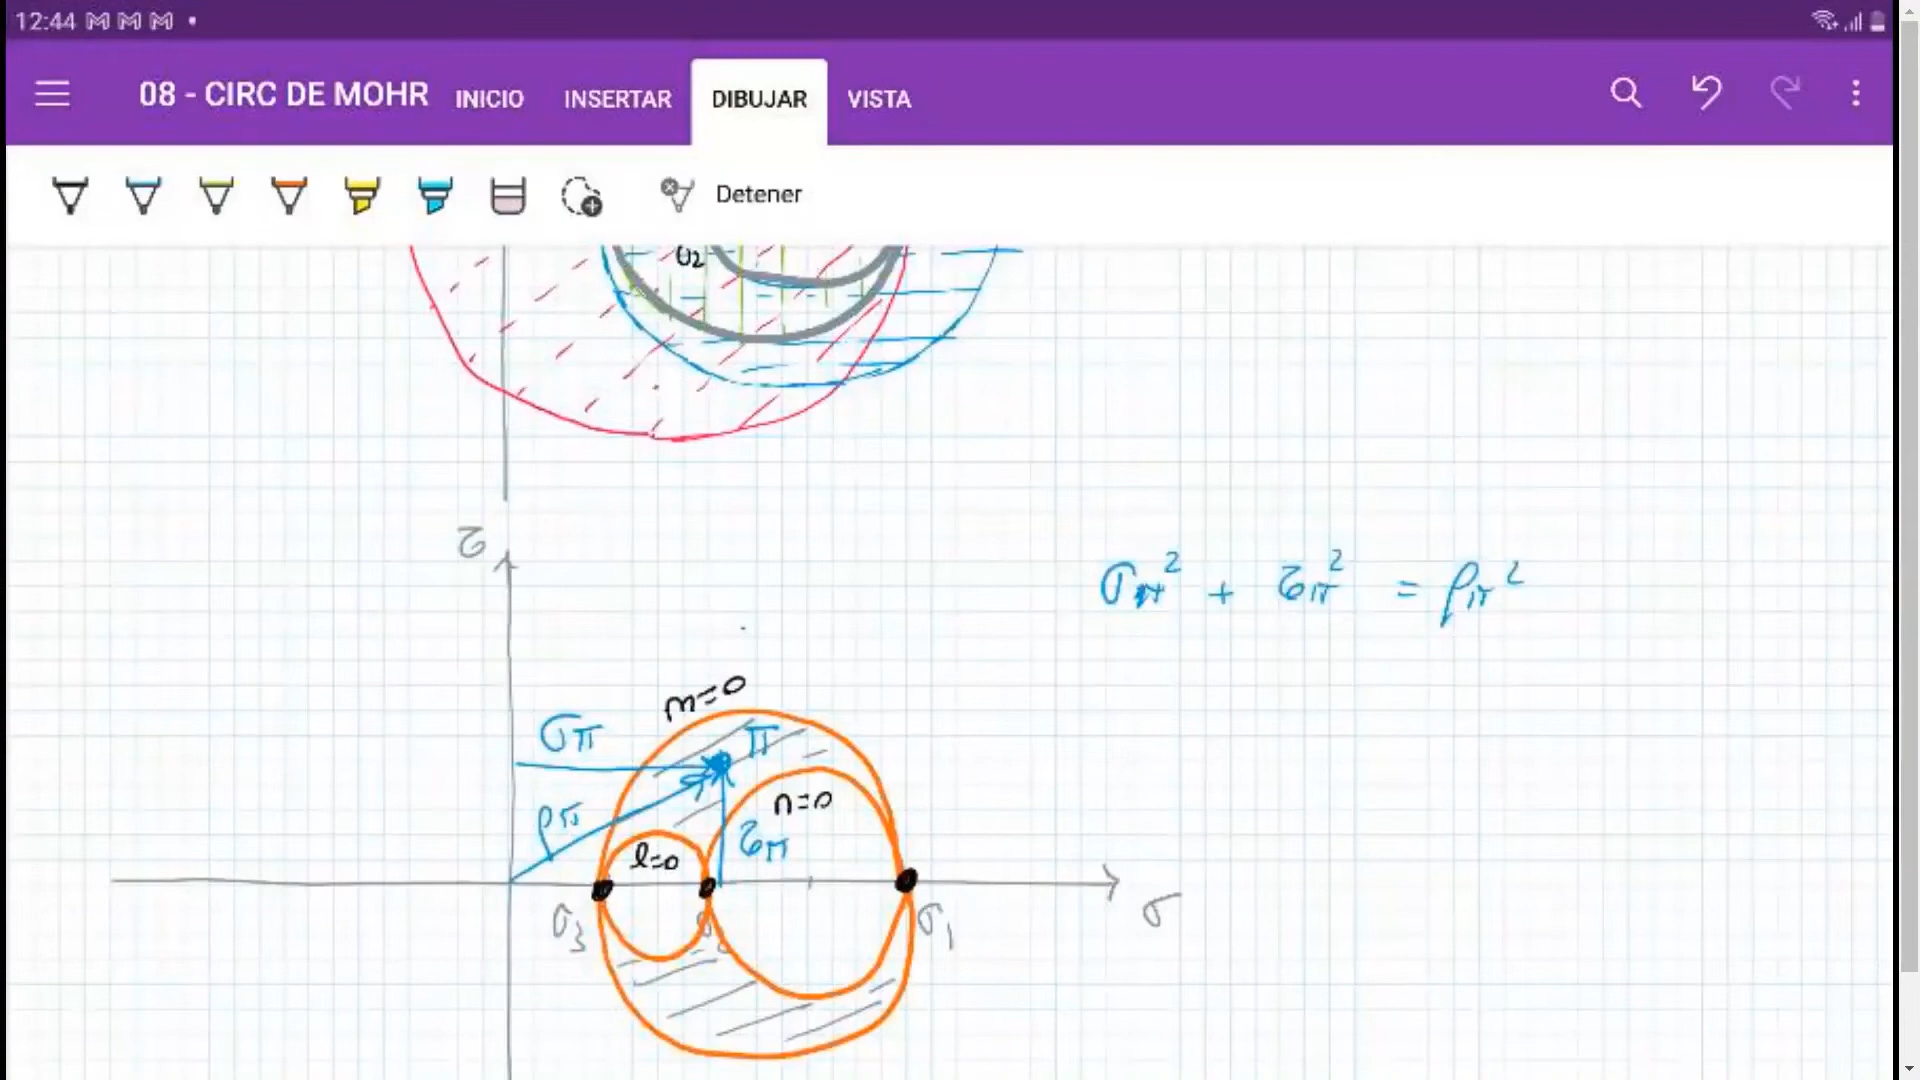 12:44
08 - CIRC DE MOHR INICIO INSERTAR DIBUJAR VISTA
Detener
σ2
τ
σπ² + τπ² = ρπ²
m=0
σπ π
n=0
ρπ
l=0 τπ
σ3 σ2 σ1 σ